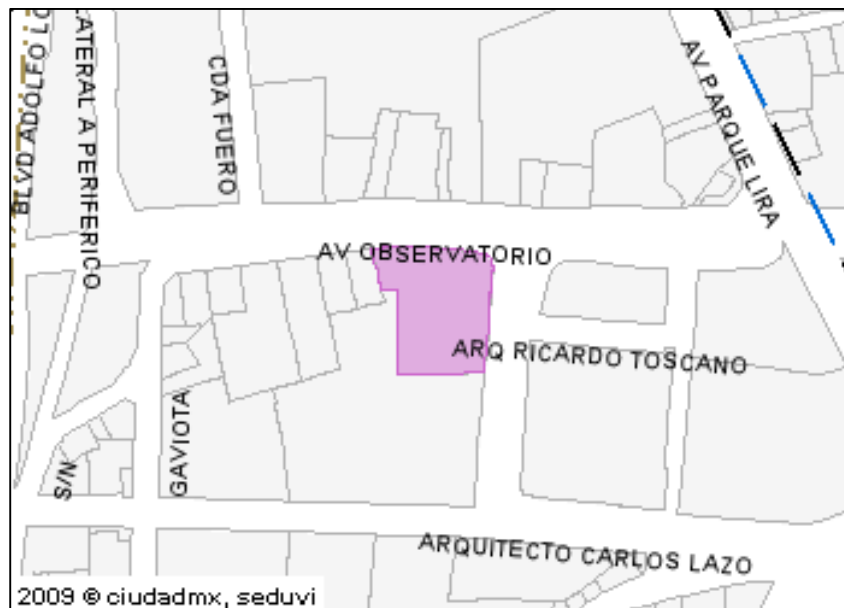 BLVD ADOLFO LO
LATERAL A PERIFERICO
CDA FUERO
AV PARQUE LIRA
AV OBSERVATORIO
ARQ RICARDO TOSCANO
GAVIOTA
S/N
ARQUITECTO CARLOS LAZO
2009 © ciudadmx, seduvi